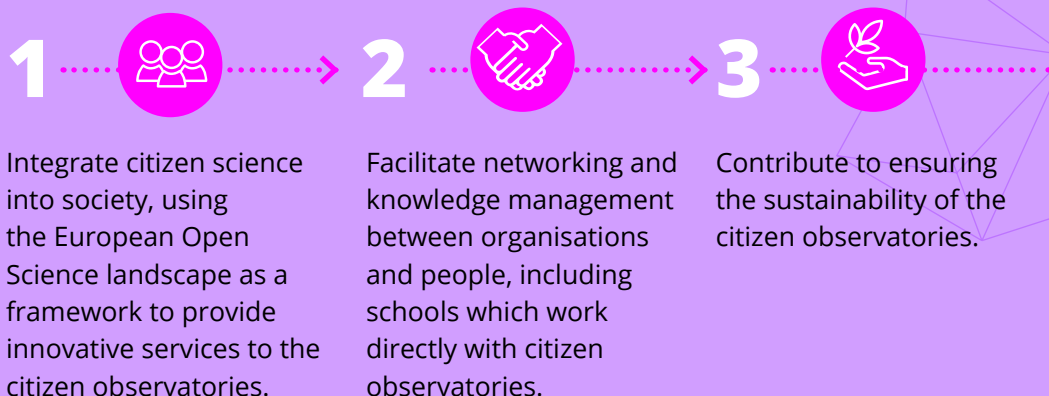 1
Integrate citizen science
into society, using
the European Open
Science landscape as a
framework to provide
innovative services to the
citizen observatories.
2
Facilitate networking and
knowledge management
between organisations
and people, including
schools which work
directly with citizen
observatories.
3
Contribute to ensuring
the sustainability of the
citizen observatories.